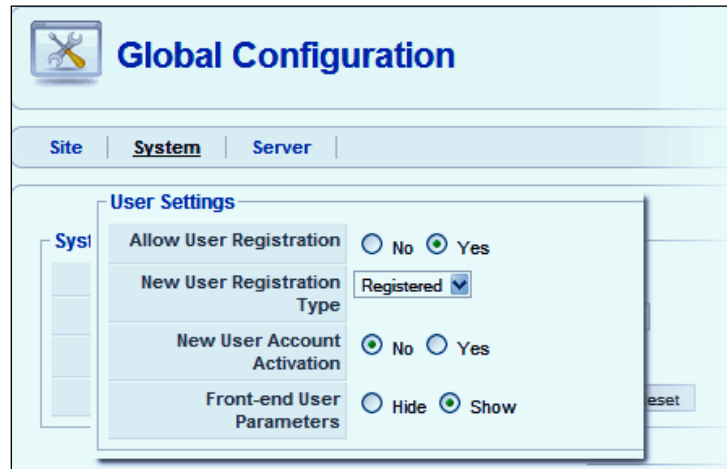 Global Configuration
Site System Server
User Settings
Syst
Allow User Registration No Yes
New User Registration Type Registered
New User Account Activation No Yes
Front-end User Parameters Hide Show
eset